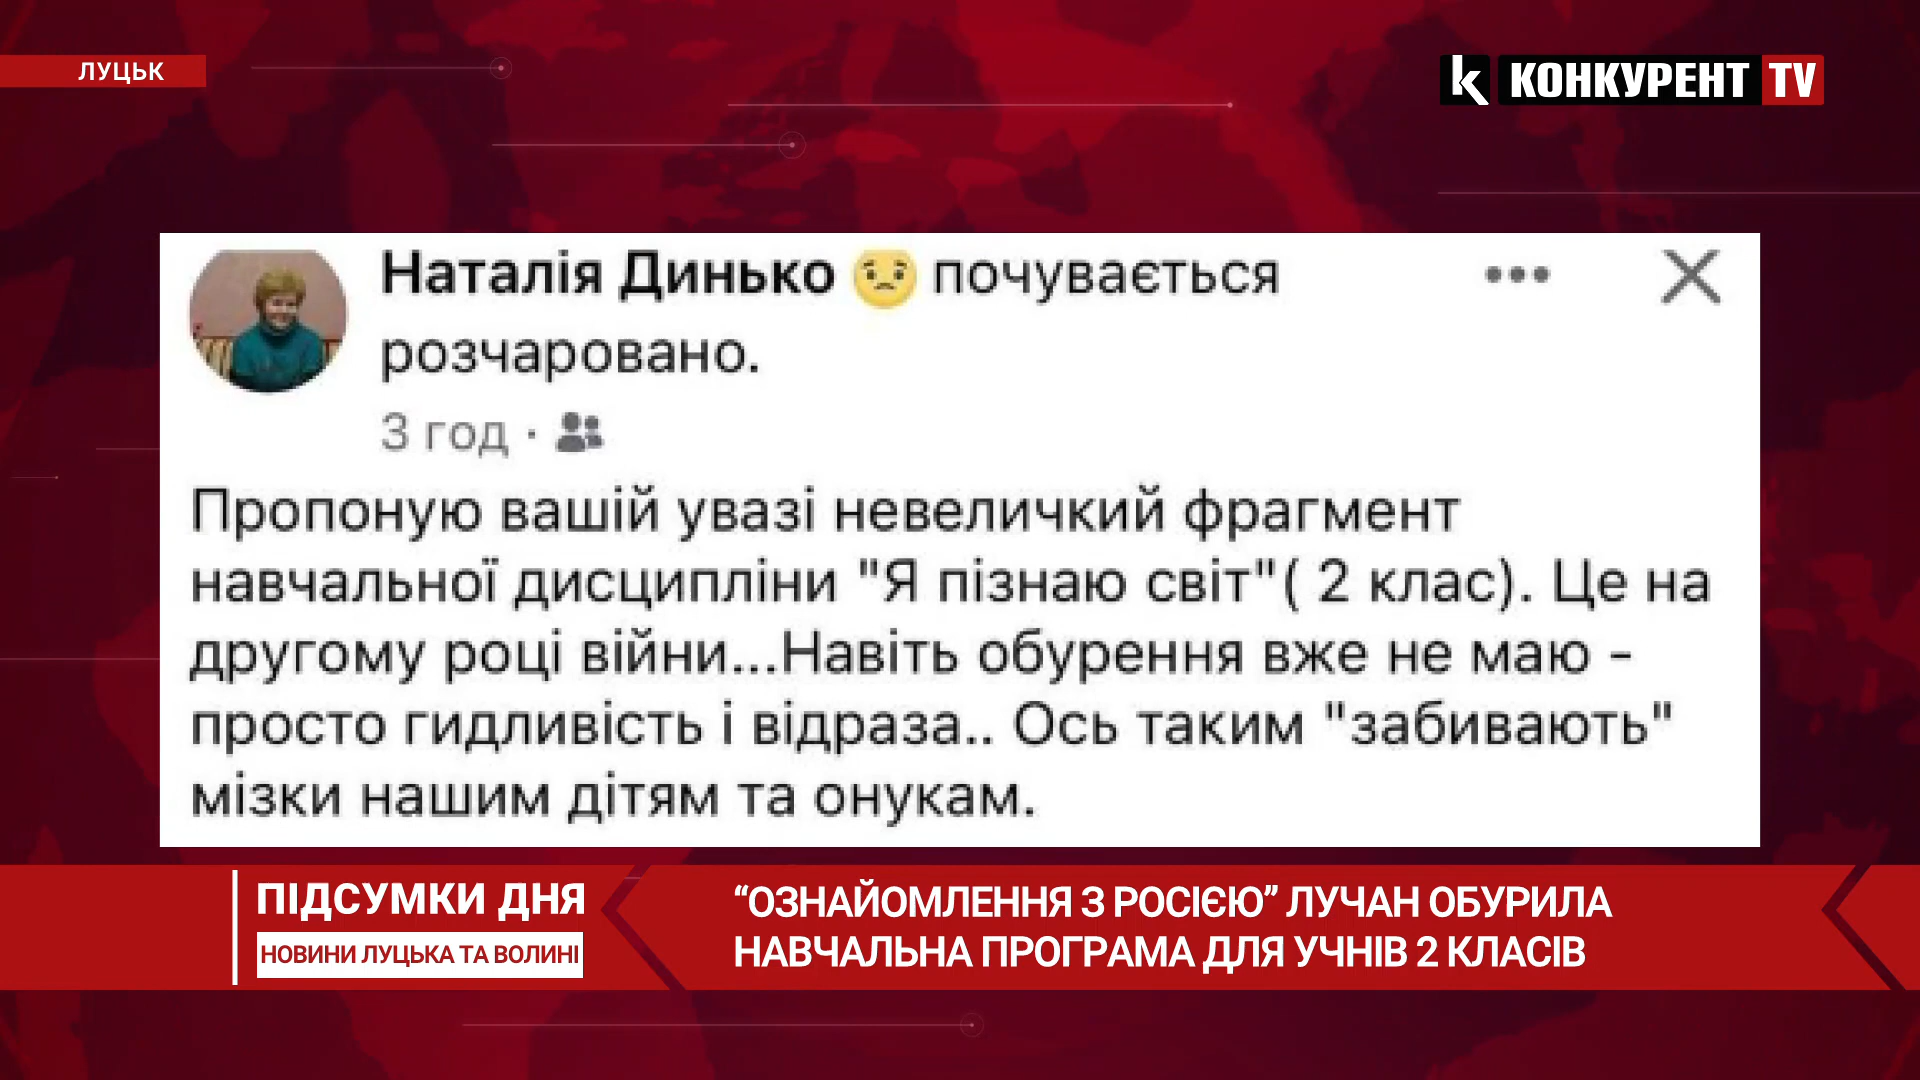 ЛУЦЬК
k КОНКУРЕНТ TV
Наталія Динько 😟 почувається
розчаровано.
3 год ·
Пропоную вашій увазі невеличкий фрагмент
навчальної дисципліни "Я пізнаю світ"( 2 клас). Це на
другому році війни...Навіть обурення вже не маю -
просто гидливість і відраза.. Ось таким "забивають"
мізки нашим дітям та онукам.
ПІДСУМКИ ДНЯ
НОВИНИ ЛУЦЬКА ТА ВОЛИНІ
“ОЗНАЙОМЛЕННЯ З РОСІЄЮ” ЛУЧАН ОБУРИЛА
НАВЧАЛЬНА ПРОГРАМА ДЛЯ УЧНІВ 2 КЛАСІВ